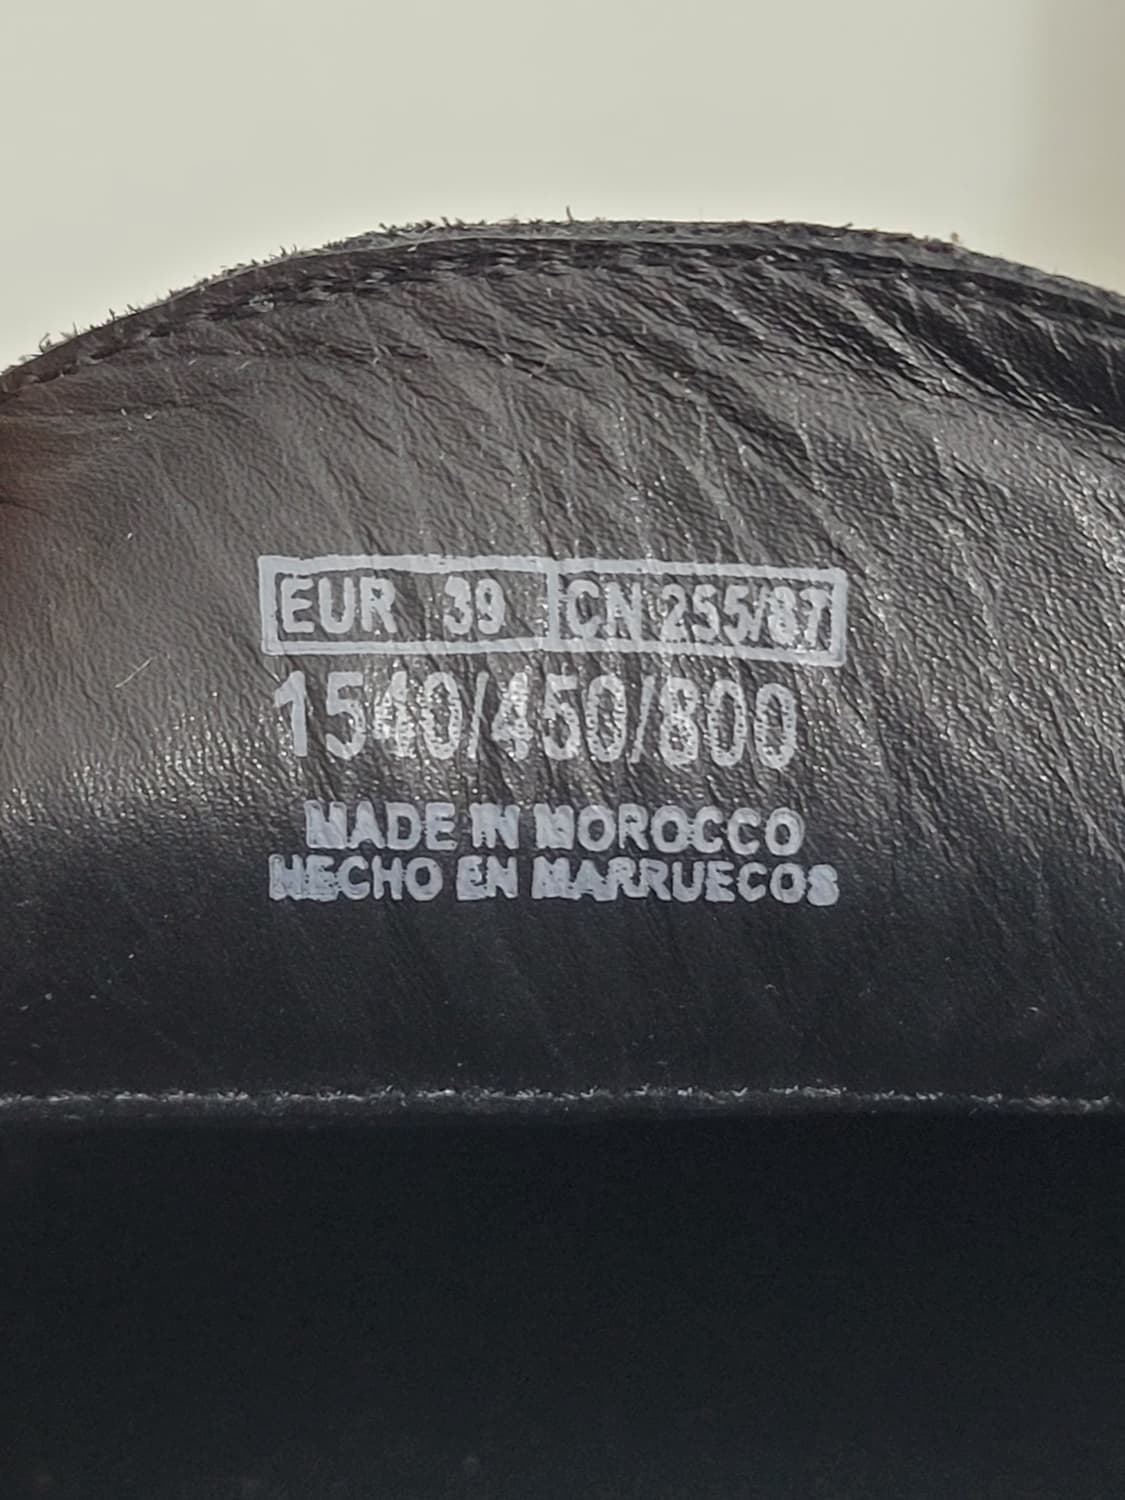 EUR 39 CN 255/87
1540/450/800
MADE IN MOROCCO
HECHO EN MARRUECOS